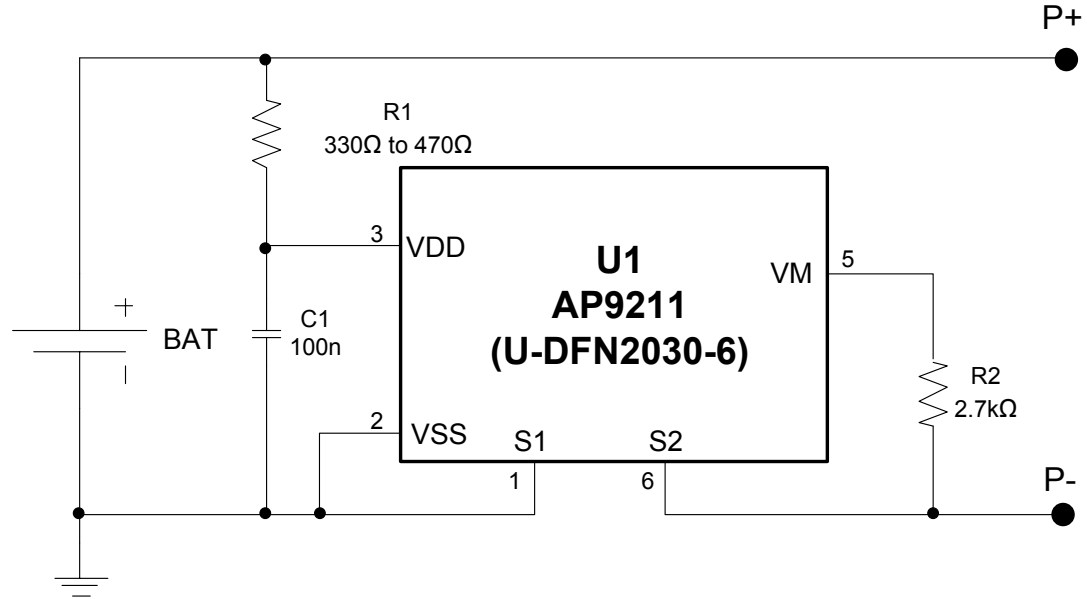 P+
R1
330Ω to 470Ω
3
VDD
U1
AP9211
(U-DFN2030-6)
VM
5
+
BAT
C1
100n
R2
2.7kΩ
2
VSS
S1
S2
1
6
P-